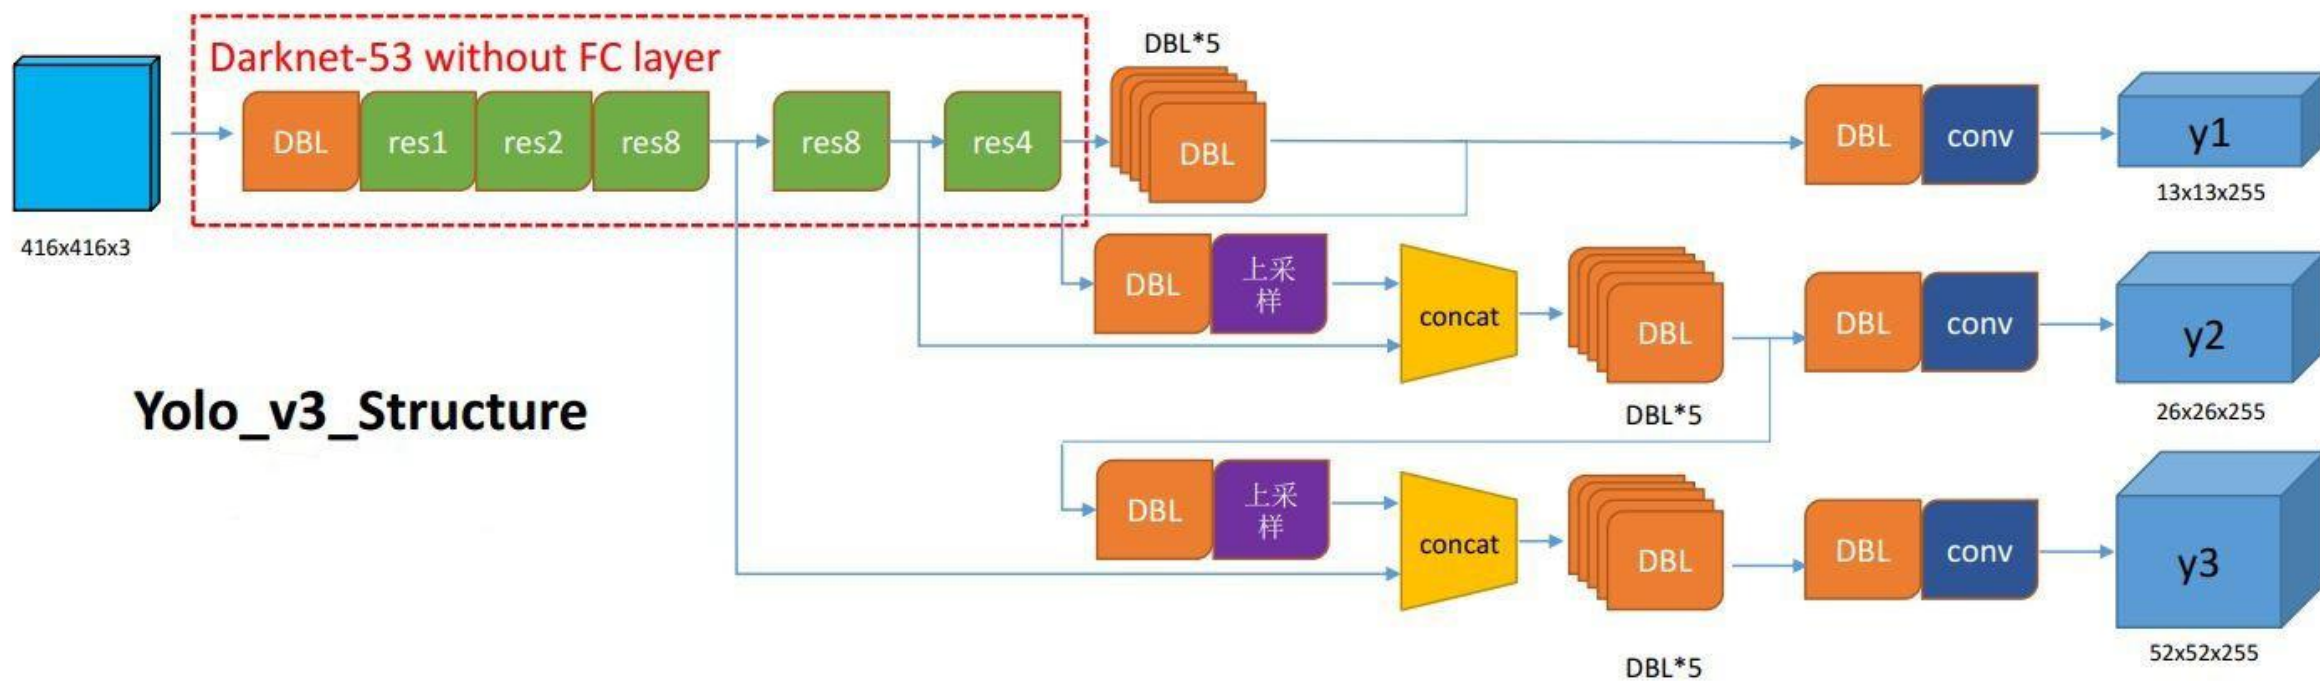 DBL*5
Darknet-53 without FC layer
DBL res1 res2 res8 res8 res4 DBL DBL conv y1
13x13x255
416x416x3
DBL 上采
样
concat DBL DBL conv y2
DBL*5
26x26x255
Yolo_v3_Structure
DBL 上采
样
concat DBL DBL conv y3
DBL*5
52x52x255